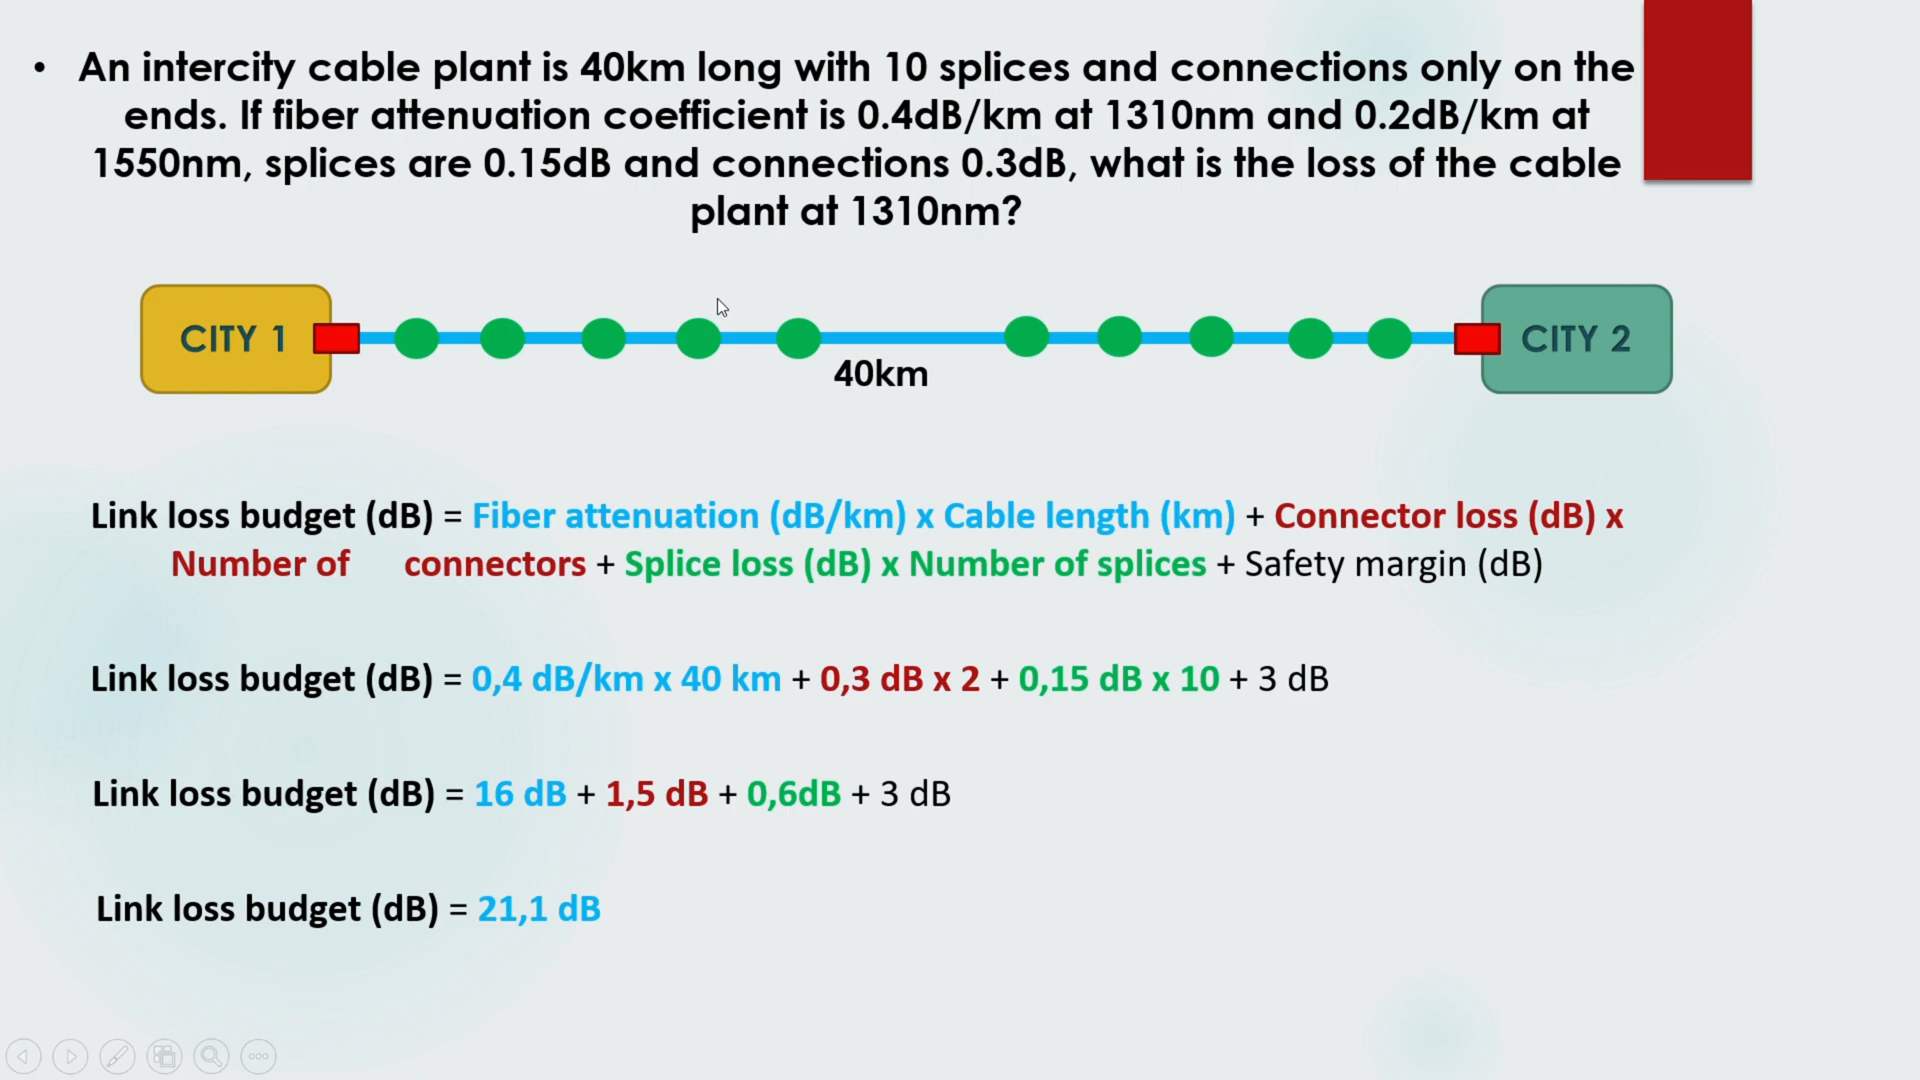 • An intercity cable plant is 40km long with 10 splices and connections only on the
ends. If fiber attenuation coefficient is 0.4dB/km at 1310nm and 0.2dB/km at
1550nm, splices are 0.15dB and connections 0.3dB, what is the loss of the cable
plant at 1310nm?
CITY 1
CITY 2
40km
Link loss budget (dB) = Fiber attenuation (dB/km) x Cable length (km) + Connector loss (dB) x
Number of connectors + Splice loss (dB) x Number of splices + Safety margin (dB)
Link loss budget (dB) = 0,4 dB/km x 40 km + 0,3 dB x 2 + 0,15 dB x 10 + 3 dB
Link loss budget (dB) = 16 dB + 1,5 dB + 0,6dB + 3 dB
Link loss budget (dB) = 21,1 dB